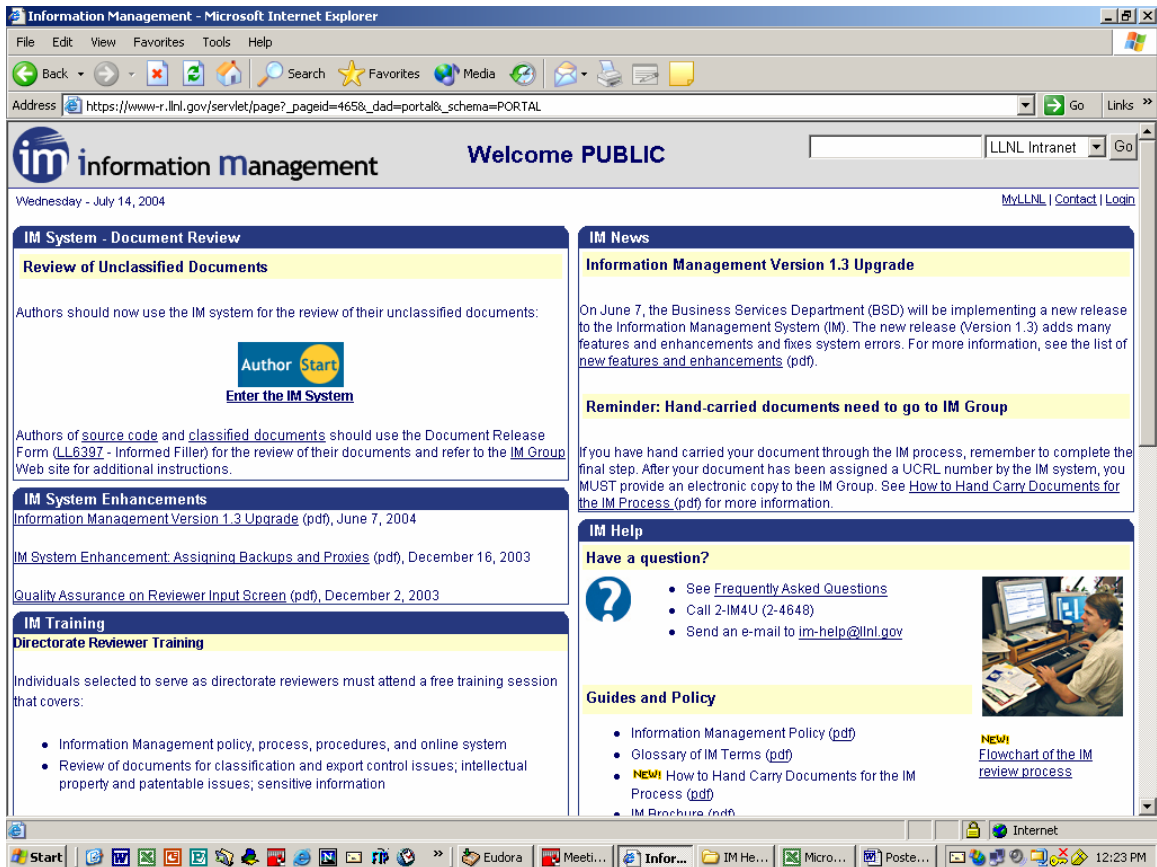 Information Management - Microsoft Internet Explorer
File Edit View Favorites Tools Help
Back Search Favorites Media
Address https://www-r.llnl.gov/servlet/page?_pageid=465&_dad=portal&_schema=PORTAL Go Links »
im information management
Welcome PUBLIC
LLNL Intranet Go
Wednesday - July 14, 2004
MyLLNL | Contact | Login
IM System - Document Review
Review of Unclassified Documents
Authors should now use the IM system for the review of their unclassified documents:
Author Start
Enter the IM System
Authors of source code and classified documents should use the Document Release
Form (LL6397 - Informed Filler) for the review of their documents and refer to the IM Group
Web site for additional instructions.
IM System Enhancements
Information Management Version 1.3 Upgrade (pdf), June 7, 2004
IM System Enhancement: Assigning Backups and Proxies (pdf), December 16, 2003
Quality Assurance on Reviewer Input Screen (pdf), December 2, 2003
IM Training
Directorate Reviewer Training
Individuals selected to serve as directorate reviewers must attend a free training session
that covers:
• Information Management policy, process, procedures, and online system
• Review of documents for classification and export control issues; intellectual
property and patentable issues; sensitive information
IM News
Information Management Version 1.3 Upgrade
On June 7, the Business Services Department (BSD) will be implementing a new release
to the Information Management System (IM). The new release (Version 1.3) adds many
features and enhancements and fixes system errors. For more information, see the list of
new features and enhancements (pdf).
Reminder: Hand-carried documents need to go to IM Group
If you have hand carried your document through the IM process, remember to complete the
final step. After your document has been assigned a UCRL number by the IM system, you
MUST provide an electronic copy to the IM Group. See How to Hand Carry Documents for
the IM Process (pdf) for more information.
IM Help
Have a question?
?
• See Frequently Asked Questions
• Call 2-IM4U (2-4648)
• Send an e-mail to im-help@llnl.gov
Guides and Policy
• Information Management Policy (pdf)
• Glossary of IM Terms (pdf)
• NEW! How to Hand Carry Documents for the IM
Process (pdf)
• IM Brochure (pdf)
NEW!
Flowchart of the IM
review process
Internet
Start » Eudora Meeti... Infor... IM He... Micro... Poste... 12:23 PM